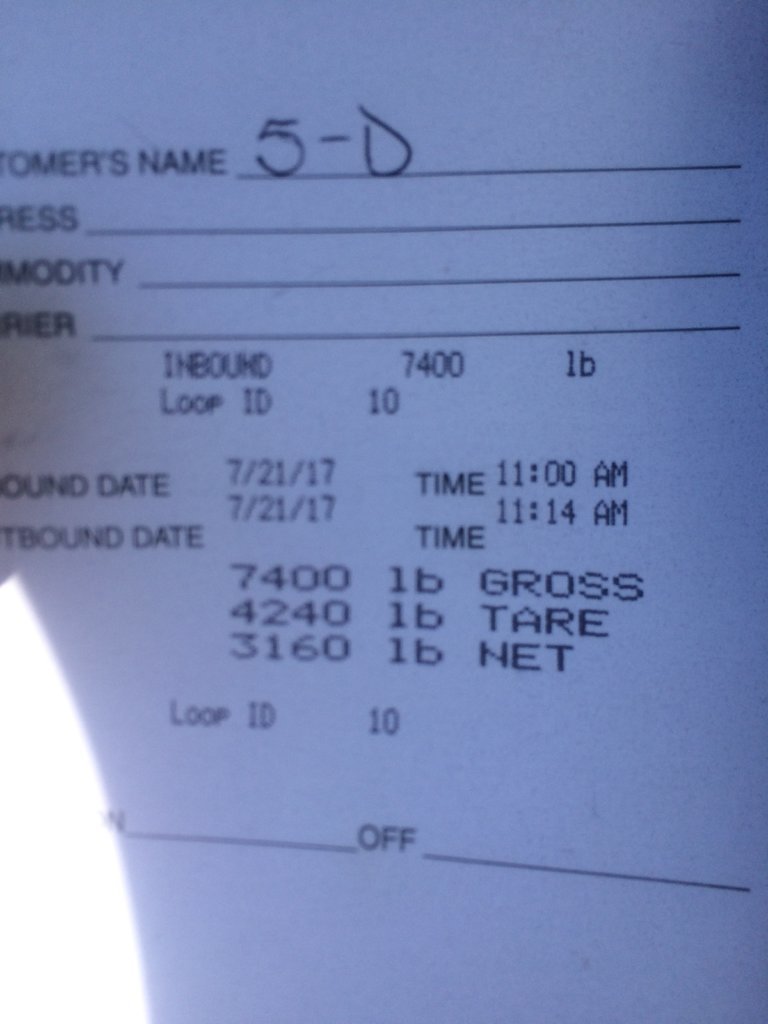 TOMER'S NAME 5-D
RESS
MMODITY
RRIER
INBOUND 7400 lb
Loop ID 10
OUND DATE 7/21/17 TIME 11:00 AM
7/21/17 11:14 AM
TBOUND DATE TIME
7400 lb GROSS
4240 lb TARE
3160 lb NET
Loop ID 10
N OFF